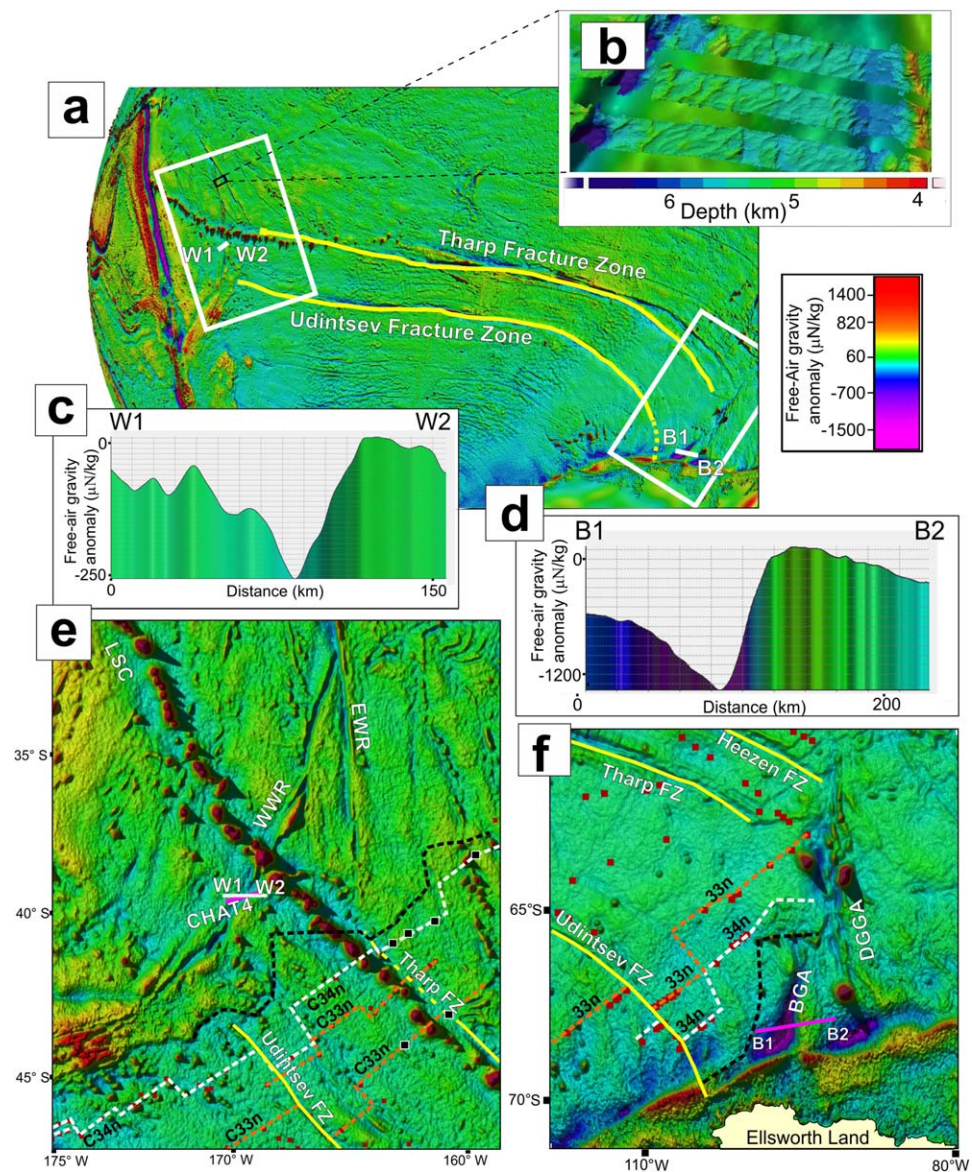 a
b
6
5
4
Depth (km)
W1
W2
Tharp Fracture Zone
Udintsev Fracture Zone
B1
B2
Free-Air gravity
anomaly (µN/kg)
1400
820
60
-700
-1500
c
W1
W2
Free-air gravity
anomaly (µN/kg)
0
-250
0
150
Distance (km)
d
B1
B2
Free-air gravity
anomaly (µN/kg)
0
-1200
0
200
Distance (km)
e
LSC
EWR
WWR
W1
W2
CHAT4
Tharp FZ
C34n
C33n
C33n
Udintsev FZ
C33n
C34n
35° S
40° S
45° S
175° W
170° W
160° W
f
Heezen FZ
Tharp FZ
33n
Udintsev FZ
34n
33n
33n
34n
DGGA
BGA
B1
B2
Ellsworth Land
65°S
70°S
110°W
80°W